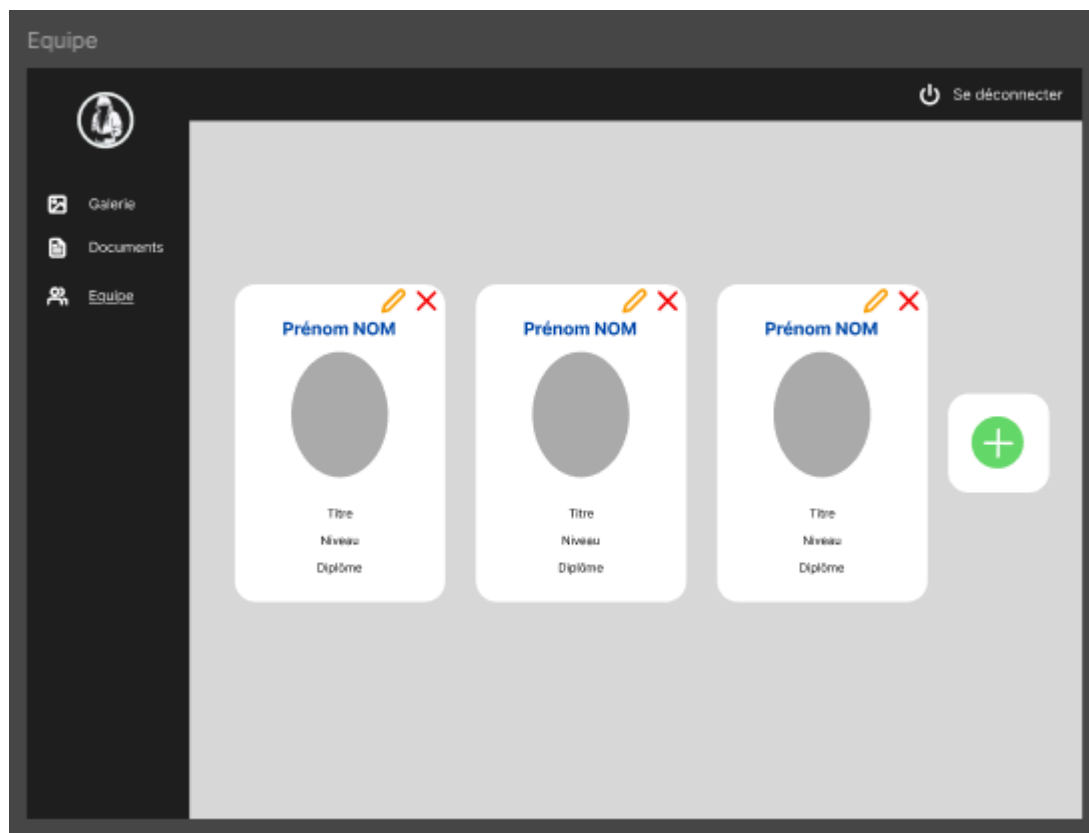 Equipe
Se déconnecter
Galerie
Documents
Equipe
Prénom NOM
Titre
Niveau
Diplôme
Prénom NOM
Titre
Niveau
Diplôme
Prénom NOM
Titre
Niveau
Diplôme